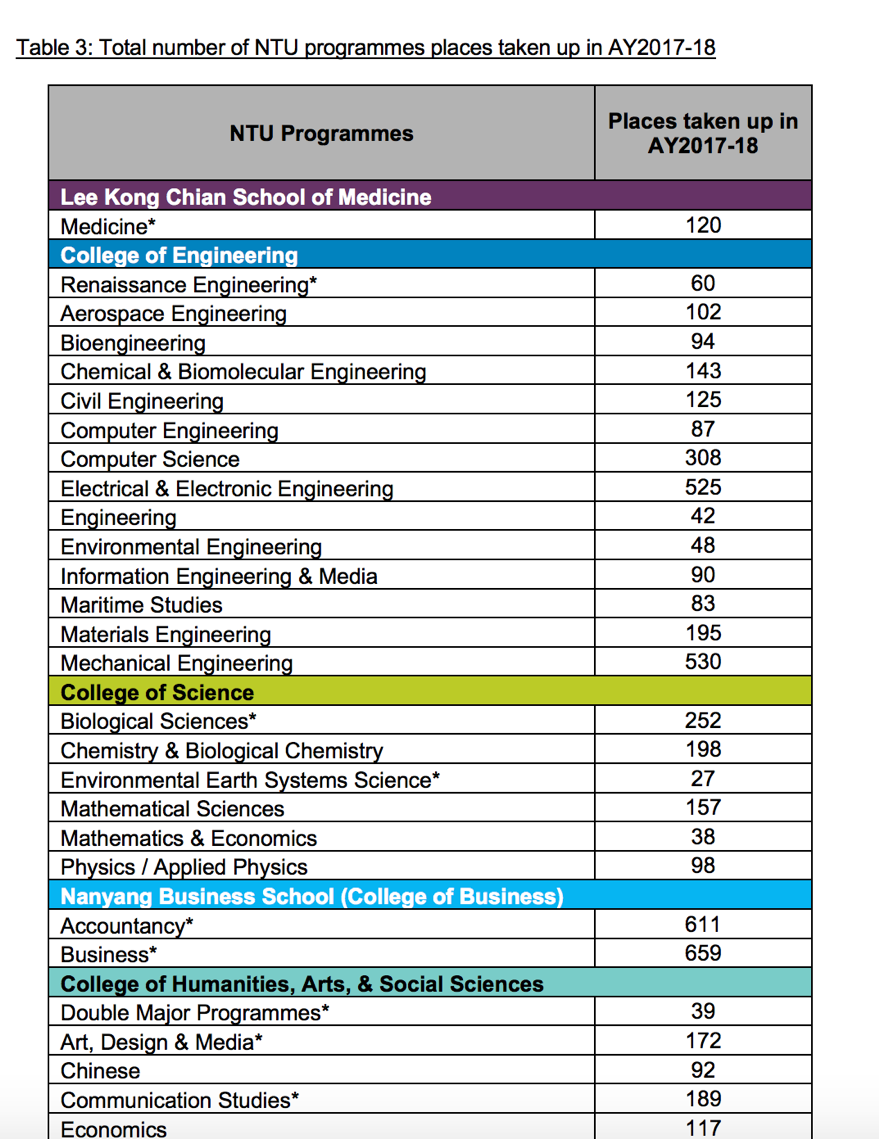 Table 3: Total number of NTU programmes places taken up in AY2017-18
NTU Programmes
Places taken up in
AY2017-18
Lee Kong Chian School of Medicine
Medicine* 120
College of Engineering
Renaissance Engineering* 60
Aerospace Engineering 102
Bioengineering 94
Chemical & Biomolecular Engineering 143
Civil Engineering 125
Computer Engineering 87
Computer Science 308
Electrical & Electronic Engineering 525
Engineering 42
Environmental Engineering 48
Information Engineering & Media 90
Maritime Studies 83
Materials Engineering 195
Mechanical Engineering 530
College of Science
Biological Sciences* 252
Chemistry & Biological Chemistry 198
Environmental Earth Systems Science* 27
Mathematical Sciences 157
Mathematics & Economics 38
Physics / Applied Physics 98
Nanyang Business School (College of Business)
Accountancy* 611
Business* 659
College of Humanities, Arts, & Social Sciences
Double Major Programmes* 39
Art, Design & Media* 172
Chinese 92
Communication Studies* 189
Economics 117